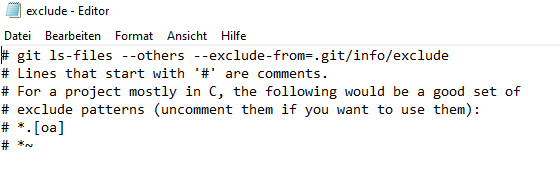 exclude - Editor
Datei Bearbeiten Format Ansicht Hilfe
# git ls-files --others --exclude-from=.git/info/exclude
# Lines that start with '#' are comments.
# For a project mostly in C, the following would be a good set of
# exclude patterns (uncomment them if you want to use them):
# *.[oa]
# *~